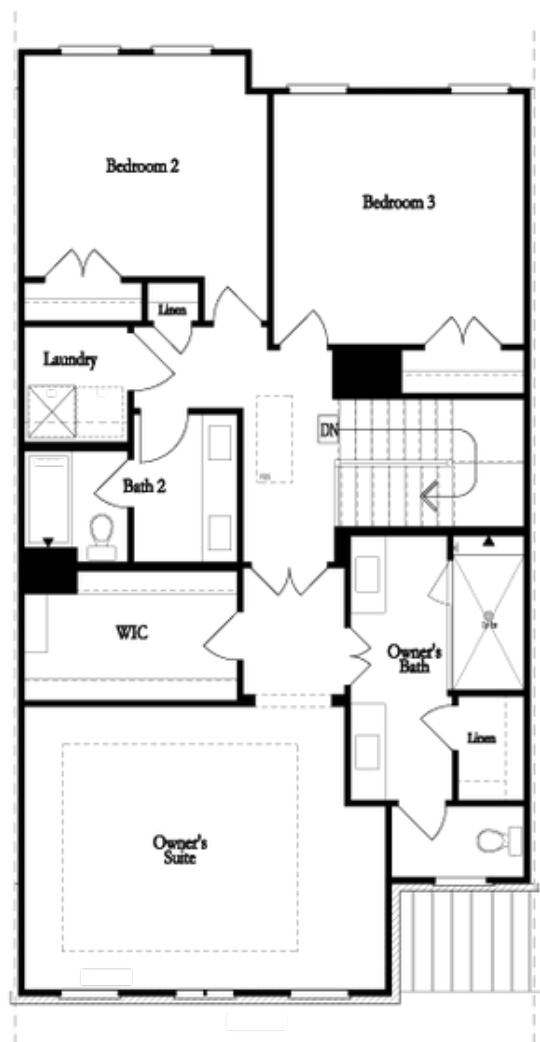 Bedroom 2
Bedroom 3
Linen
Laundry
DN
Bath 2
WIC
Owner's
Bath
Linen
Owner's
Suite